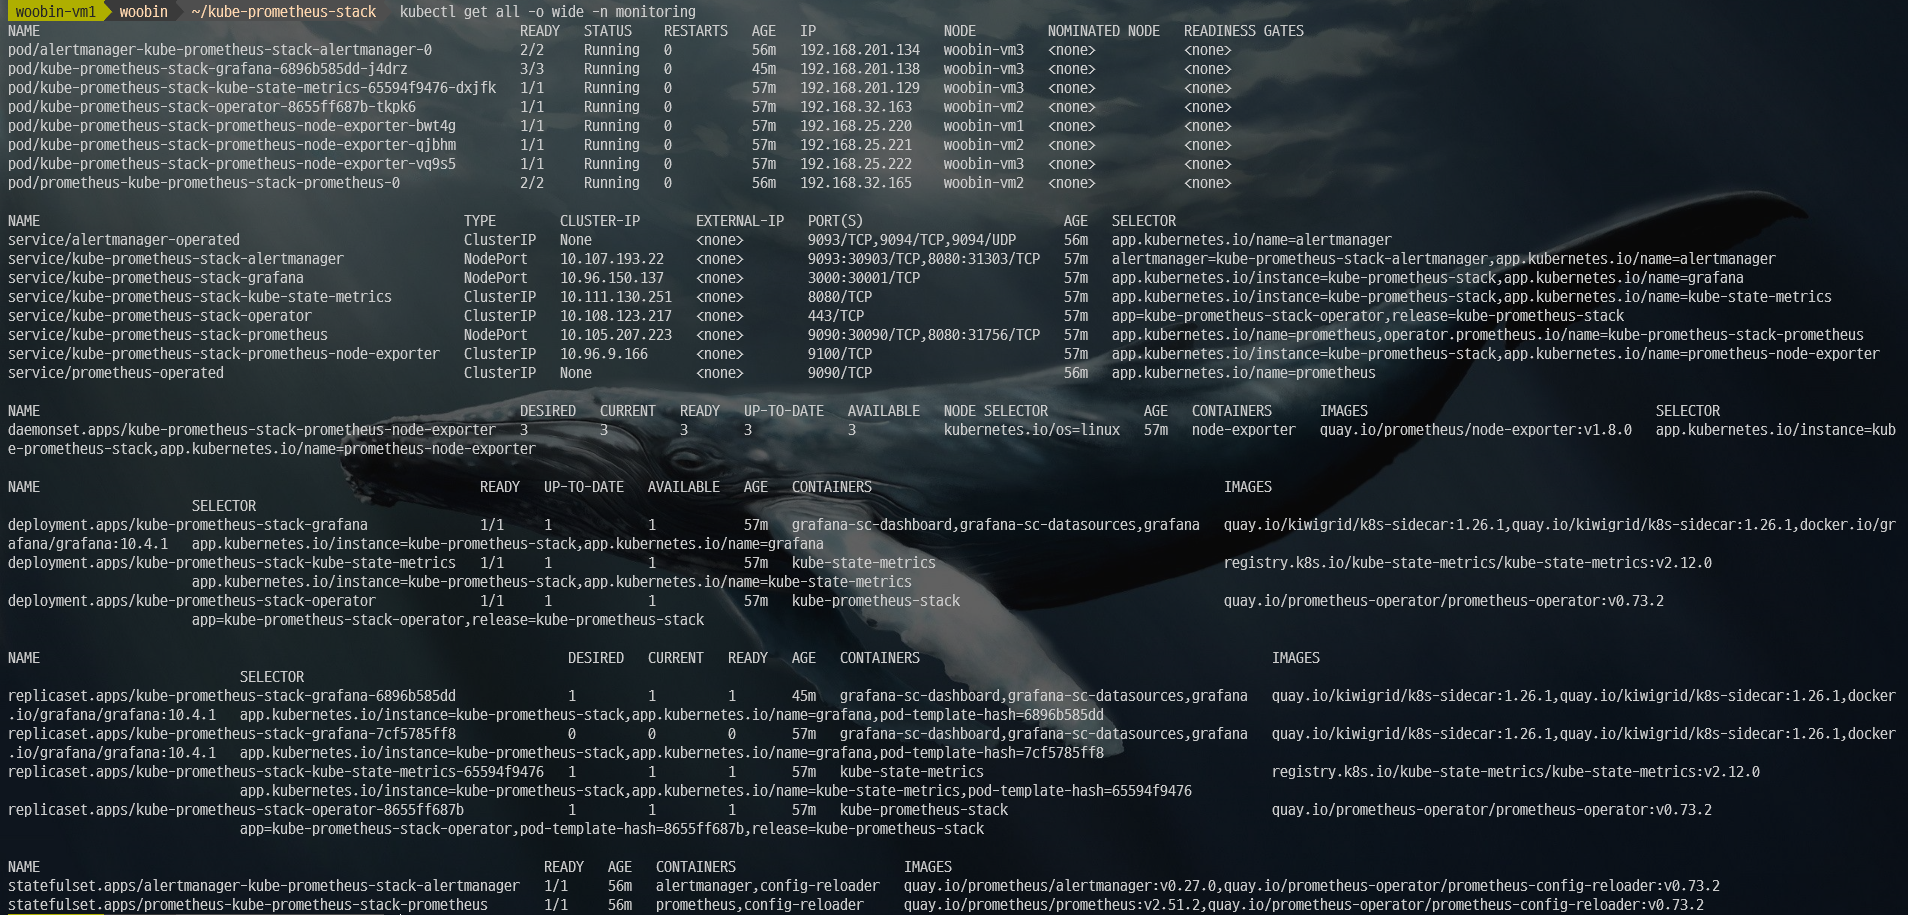 woobin-vm1 woobin ~/kube-prometheus-stack kubectl get all -o wide -n monitoring
NAME READY STATUS RESTARTS AGE IP NODE NOMINATED NODE READINESS GATES
pod/alertmanager-kube-prometheus-stack-alertmanager-0 2/2 Running 0 56m 192.168.201.134 woobin-vm3 <none> <none>
pod/kube-prometheus-stack-grafana-6896b585dd-j4drz 3/3 Running 0 45m 192.168.201.138 woobin-vm3 <none> <none>
pod/kube-prometheus-stack-kube-state-metrics-65594f9476-dxjfk 1/1 Running 0 57m 192.168.201.129 woobin-vm3 <none> <none>
pod/kube-prometheus-stack-operator-8655ff687b-tkpk6 1/1 Running 0 57m 192.168.32.163 woobin-vm2 <none> <none>
pod/kube-prometheus-stack-prometheus-node-exporter-bwt4g 1/1 Running 0 57m 192.168.25.220 woobin-vm1 <none> <none>
pod/kube-prometheus-stack-prometheus-node-exporter-qjbhm 1/1 Running 0 57m 192.168.25.221 woobin-vm2 <none> <none>
pod/kube-prometheus-stack-prometheus-node-exporter-vq9s5 1/1 Running 0 57m 192.168.25.222 woobin-vm3 <none> <none>
pod/prometheus-kube-prometheus-stack-prometheus-0 2/2 Running 0 56m 192.168.32.165 woobin-vm2 <none> <none>
NAME TYPE CLUSTER-IP EXTERNAL-IP PORT(S) AGE SELECTOR
service/alertmanager-operated ClusterIP None <none> 9093/TCP,9094/TCP,9094/UDP 56m app.kubernetes.io/name=alertmanager
service/kube-prometheus-stack-alertmanager NodePort 10.107.193.22 <none> 9093:30903/TCP,8080:31303/TCP 57m alertmanager=kube-prometheus-stack-alertmanager,app.kubernetes.io/name=alertmanager
service/kube-prometheus-stack-grafana NodePort 10.96.150.137 <none> 3000:30001/TCP 57m app.kubernetes.io/instance=kube-prometheus-stack,app.kubernetes.io/name=grafana
service/kube-prometheus-stack-kube-state-metrics ClusterIP 10.111.130.251 <none> 8080/TCP 57m app.kubernetes.io/instance=kube-prometheus-stack,app.kubernetes.io/name=kube-state-metrics
service/kube-prometheus-stack-operator ClusterIP 10.108.123.217 <none> 443/TCP 57m app=kube-prometheus-stack-operator,release=kube-prometheus-stack
service/kube-prometheus-stack-prometheus NodePort 10.105.207.223 <none> 9090:30090/TCP,8080:31756/TCP 57m app.kubernetes.io/name=prometheus,operator.prometheus.io/name=kube-prometheus-stack-prometheus
service/kube-prometheus-stack-prometheus-node-exporter ClusterIP 10.96.9.166 <none> 9100/TCP 57m app.kubernetes.io/instance=kube-prometheus-stack,app.kubernetes.io/name=prometheus-node-exporter
service/prometheus-operated ClusterIP None <none> 9090/TCP 56m app.kubernetes.io/name=prometheus
NAME DESIRED CURRENT READY UP-TO-DATE AVAILABLE NODE SELECTOR AGE CONTAINERS IMAGES SELECTOR
daemonset.apps/kube-prometheus-stack-prometheus-node-exporter 3 3 3 3 3 kubernetes.io/os=linux 57m node-exporter quay.io/prometheus/node-exporter:v1.8.0 app.kubernetes.io/instance=kub
e-prometheus-stack,app.kubernetes.io/name=prometheus-node-exporter
NAME READY UP-TO-DATE AVAILABLE AGE CONTAINERS IMAGES
SELECTOR
deployment.apps/kube-prometheus-stack-grafana 1/1 1 1 57m grafana-sc-dashboard,grafana-sc-datasources,grafana quay.io/kiwigrid/k8s-sidecar:1.26.1,quay.io/kiwigrid/k8s-sidecar:1.26.1,docker.io/gr
afana/grafana:10.4.1 app.kubernetes.io/instance=kube-prometheus-stack,app.kubernetes.io/name=grafana
deployment.apps/kube-prometheus-stack-kube-state-metrics 1/1 1 1 57m kube-state-metrics registry.k8s.io/kube-state-metrics/kube-state-metrics:v2.12.0
app.kubernetes.io/instance=kube-prometheus-stack,app.kubernetes.io/name=kube-state-metrics
deployment.apps/kube-prometheus-stack-operator 1/1 1 1 57m kube-prometheus-stack quay.io/prometheus-operator/prometheus-operator:v0.73.2
app=kube-prometheus-stack-operator,release=kube-prometheus-stack
NAME DESIRED CURRENT READY AGE CONTAINERS IMAGES
SELECTOR
replicaset.apps/kube-prometheus-stack-grafana-6896b585dd 1 1 1 45m grafana-sc-dashboard,grafana-sc-datasources,grafana quay.io/kiwigrid/k8s-sidecar:1.26.1,quay.io/kiwigrid/k8s-sidecar:1.26.1,docker
.io/grafana/grafana:10.4.1 app.kubernetes.io/instance=kube-prometheus-stack,app.kubernetes.io/name=grafana,pod-template-hash=6896b585dd
replicaset.apps/kube-prometheus-stack-grafana-7cf5785ff8 0 0 0 57m grafana-sc-dashboard,grafana-sc-datasources,grafana quay.io/kiwigrid/k8s-sidecar:1.26.1,quay.io/kiwigrid/k8s-sidecar:1.26.1,docker
.io/grafana/grafana:10.4.1 app.kubernetes.io/instance=kube-prometheus-stack,app.kubernetes.io/name=grafana,pod-template-hash=7cf5785ff8
replicaset.apps/kube-prometheus-stack-kube-state-metrics-65594f9476 1 1 1 57m kube-state-metrics registry.k8s.io/kube-state-metrics/kube-state-metrics:v2.12.0
app.kubernetes.io/instance=kube-prometheus-stack,app.kubernetes.io/name=kube-state-metrics,pod-template-hash=65594f9476
replicaset.apps/kube-prometheus-stack-operator-8655ff687b 1 1 1 57m kube-prometheus-stack quay.io/prometheus-operator/prometheus-operator:v0.73.2
app=kube-prometheus-stack-operator,pod-template-hash=8655ff687b,release=kube-prometheus-stack
NAME READY AGE CONTAINERS IMAGES
statefulset.apps/alertmanager-kube-prometheus-stack-alertmanager 1/1 56m alertmanager,config-reloader quay.io/prometheus/alertmanager:v0.27.0,quay.io/prometheus-operator/prometheus-config-reloader:v0.73.2
statefulset.apps/prometheus-kube-prometheus-stack-prometheus 1/1 56m prometheus,config-reloader quay.io/prometheus/prometheus:v2.51.2,quay.io/prometheus-operator/prometheus-config-reloader:v0.73.2